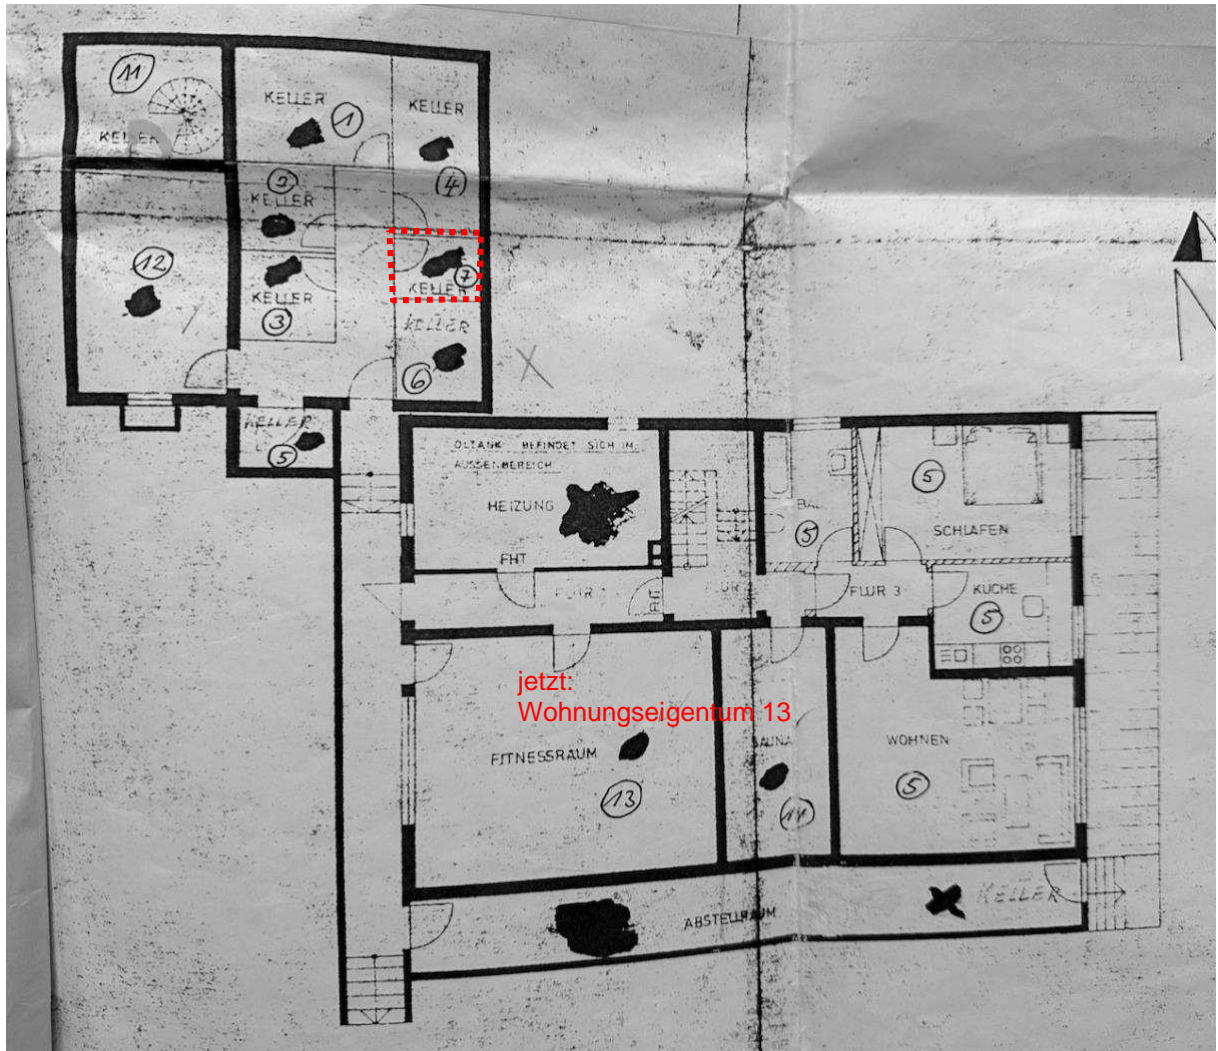 11
KELLER
KELLER
1
KELLER
4
2
KELLER
12
KELLER
3
7
KELLER
KELLER
6
KELLER
5
ÖLTANK BEFINDET SICH IM
AUSSENBEREICH
HEIZUNG
FHT
5
SCHLAFEN
BAD
5
FLUR 1
FLUR 3
KÜCHE
5
jetzt:
Wohnungseigentum 13
FITNESSRAUM
13
SAUNA
14
WOHNEN
5
ABSTELLRAUM
KELLER